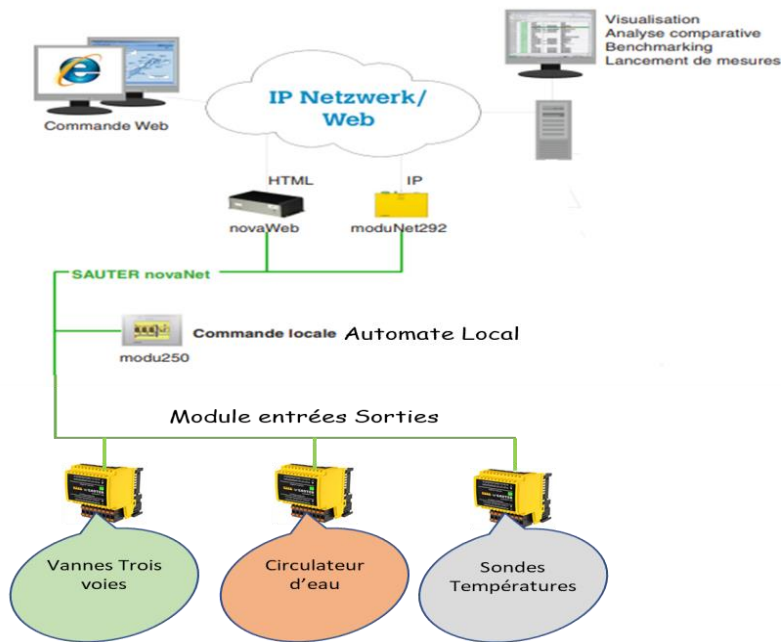 Visualisation
Analyse comparative
Benchmarking
Lancement de mesures
Commande Web
IP Netzwerk/
Web
HTML
IP
novaWeb
moduNet292
SAUTER novaNet
Commande locale Automate Local
modu250
Module entrées Sorties
Vannes Trois
voies
Circulateur
d'eau
Sondes
Températures